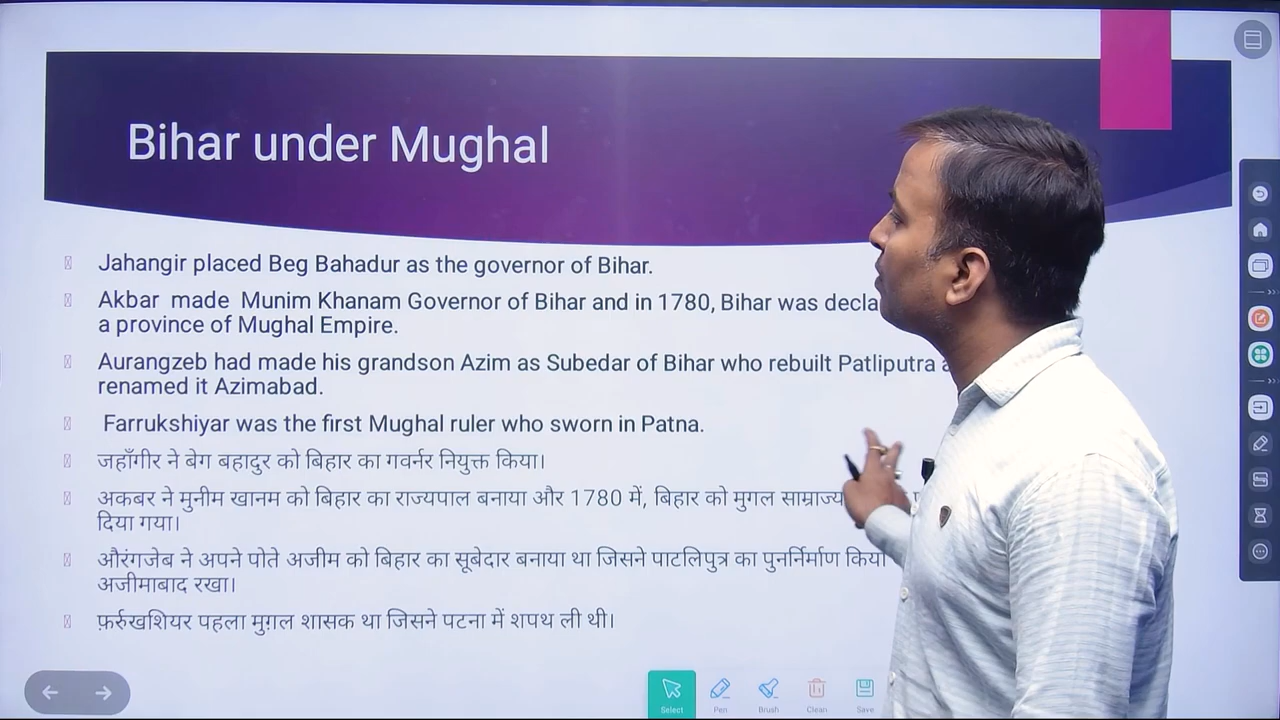 Bihar under Mughal
Jahangir placed Beg Bahadur as the governor of Bihar.
Akbar made Munim Khanam Governor of Bihar and in 1780, Bihar was
a province of Mughal Empire.
Aurangzeb had made his grandson Azim as Subedar of Bihar who rebuilt Patliputra
renamed it Azimabad.
Farrukshiyar was the first Mughal ruler who sworn in Patna.
जहाँगीर ने बेग बहादुर को बिहार का गवर्नर नियुक्त किया।
अकबर ने मुनीम खानम को बिहार का राज्यपाल बनाया और 1780 में, बिहार को मुगल साम्राज्य
दिया गया।
औरंगजेब ने अपने पोते अजीम को बिहार का सूबेदार बनाया था जिसने पाटलिपुत्र का पुनर्निर्माण किया
अजीमाबाद रखा।
फ़र्रुखशियर पहला मुग़ल शासक था जिसने पटना में शपथ ली थी।
Select Pen Brush Clean Save